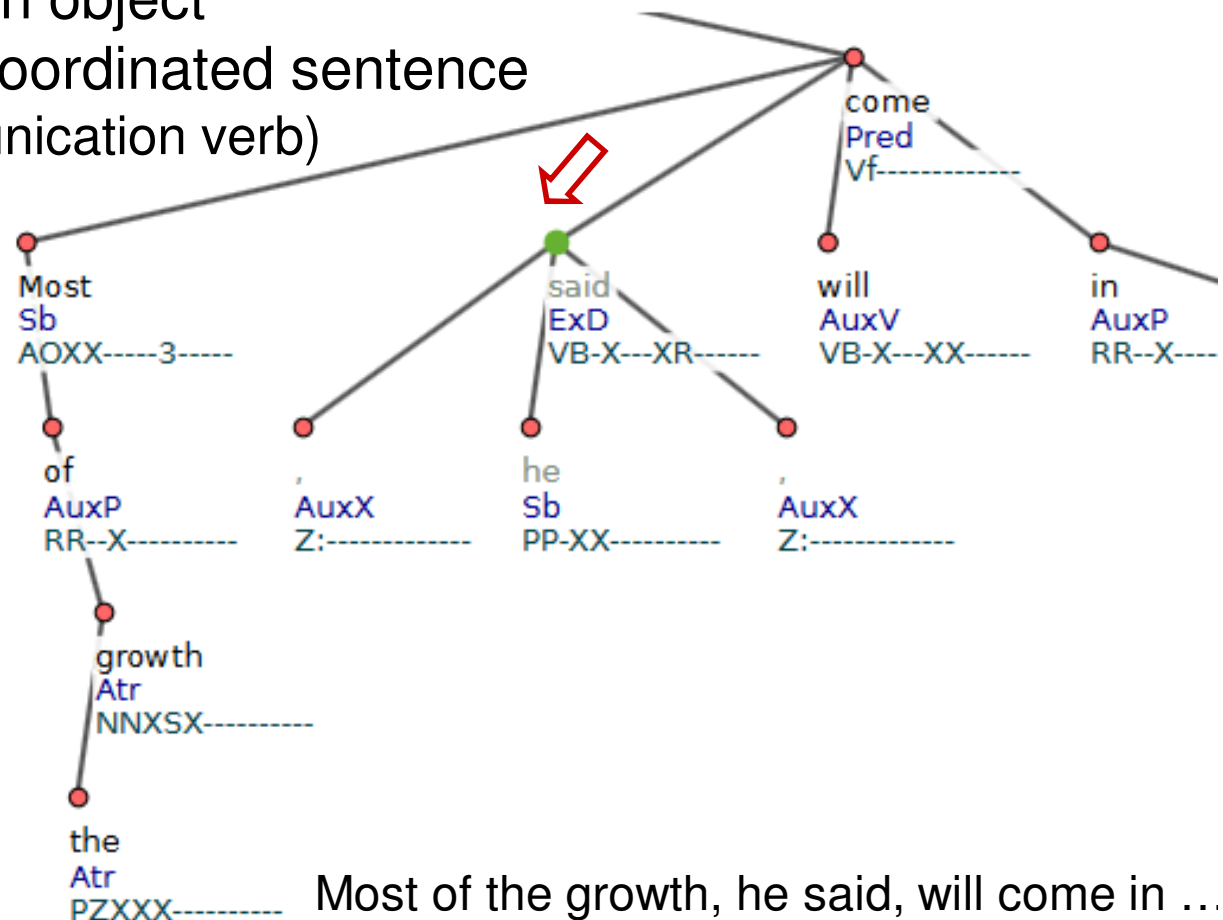 n object
oordinated sentence
unication verb)
come
Pred
Vf-------------
Most
Sb
AOXX-----3-----
said
ExD
VB-X---XR------
will
AuxV
VB-X---XX------
in
AuxP
RR--X----
of
AuxP
RR--X----------
,
AuxX
Z:-------------
he
Sb
PP-XX----------
,
AuxX
Z:-------------
growth
Atr
NNXSX----------
the
Atr
PZXXX----------
Most of the growth, he said, will come in …